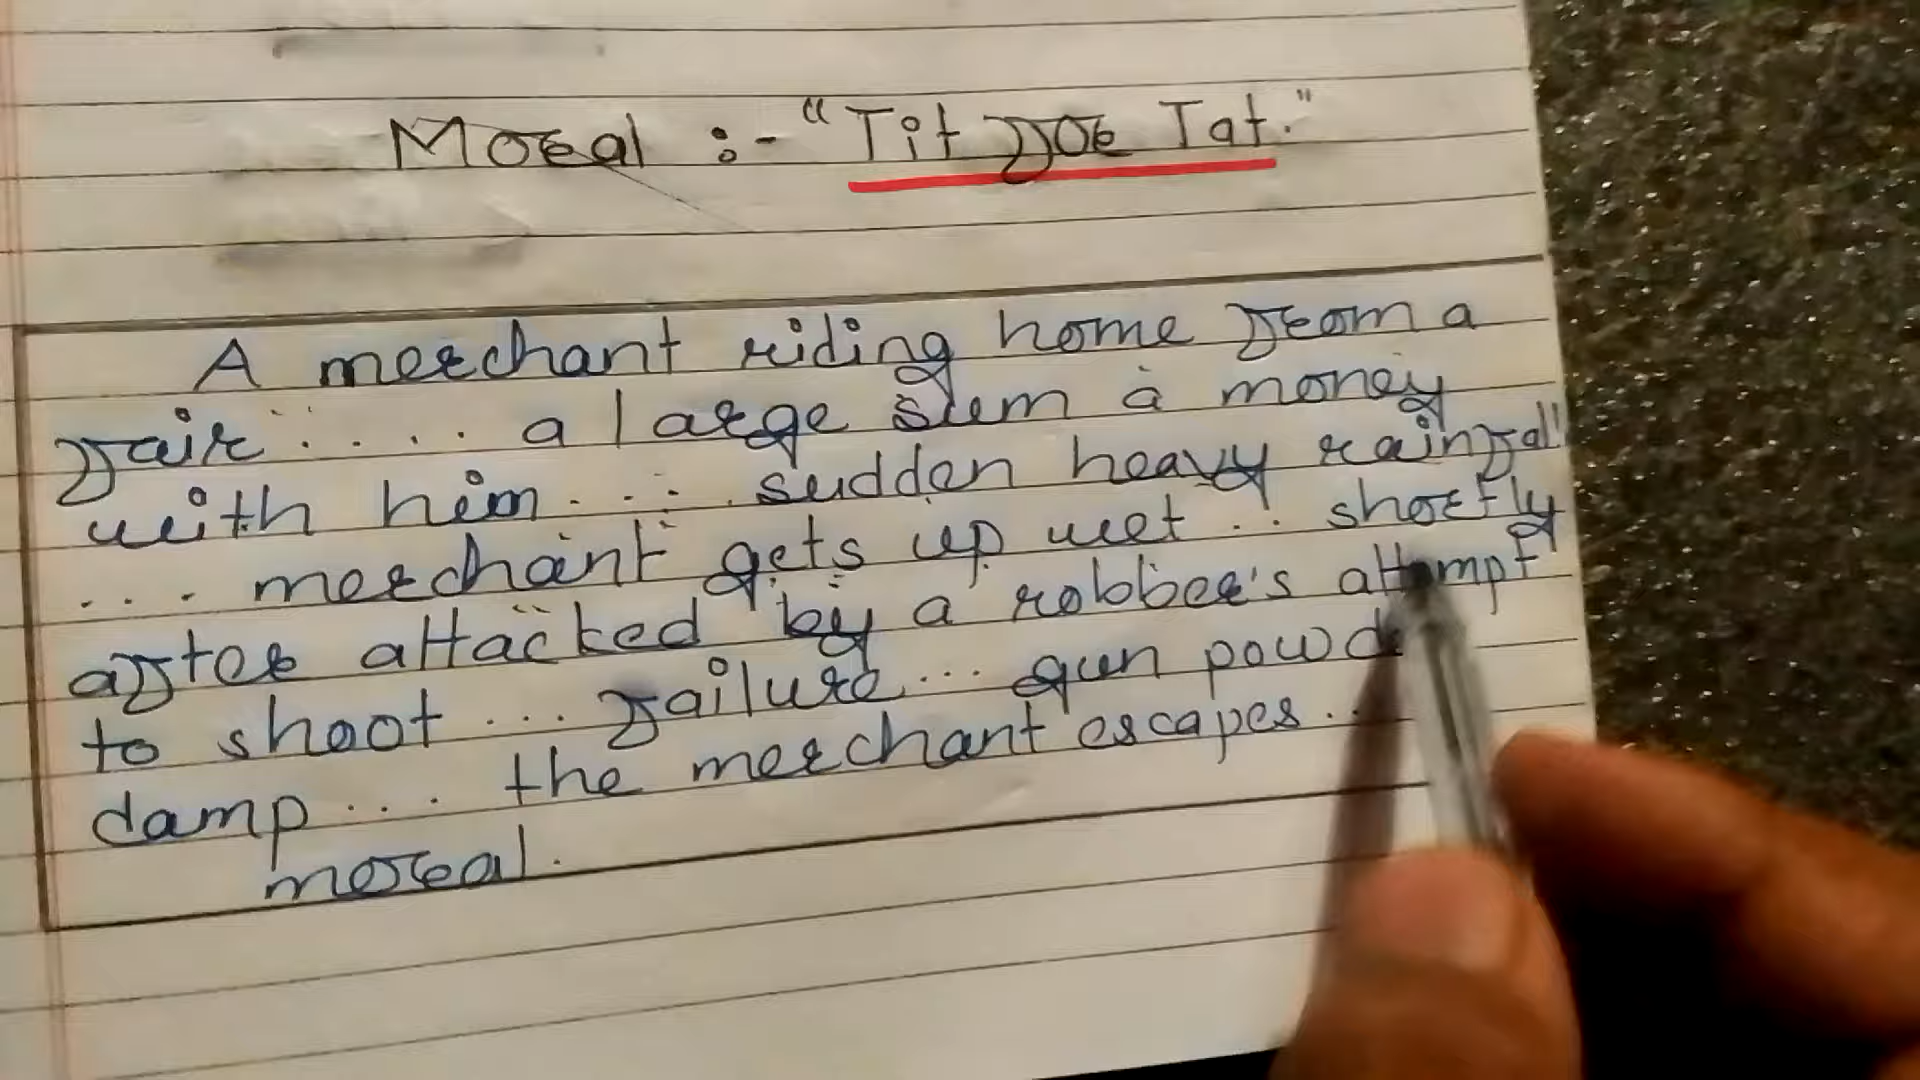 Moral :- "Tit For Tat."
A merchant riding home from a
fair .... a large sum a money
with him .... sudden heavy rainfall
... merchant gets up wet .. shortly
after attacked by a robber's attempt
to shoot ... failure ... gun powd
damp .... the merchant escapes ..
moral.